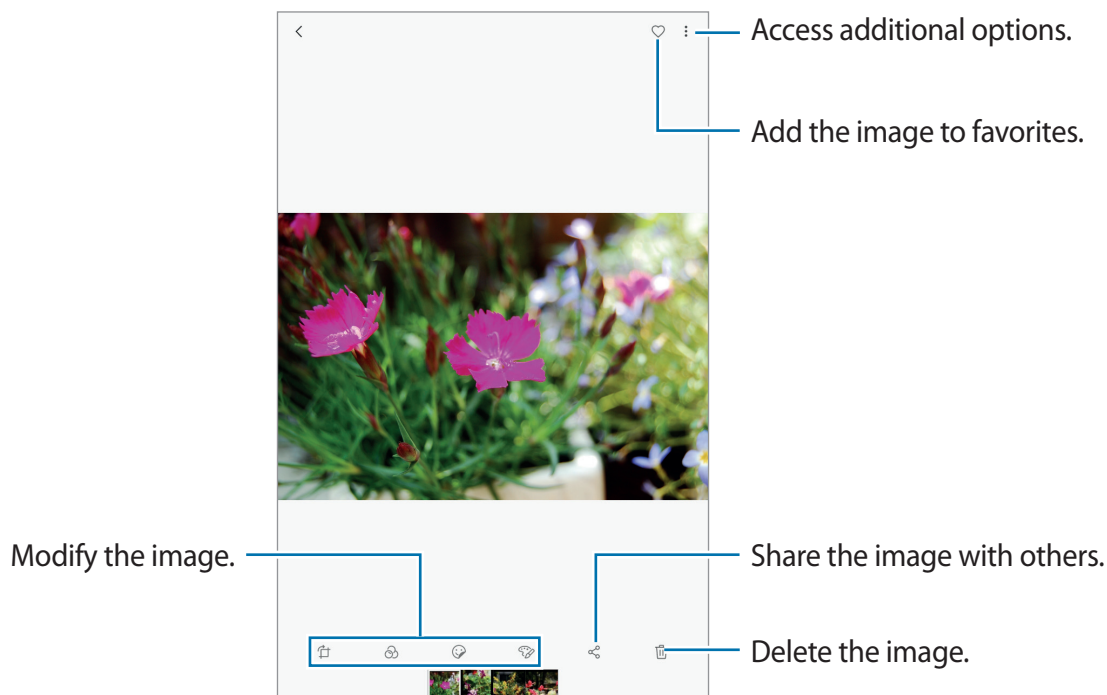 Access additional options.
Add the image to favorites.
Modify the image.
Share the image with others.
Delete the image.